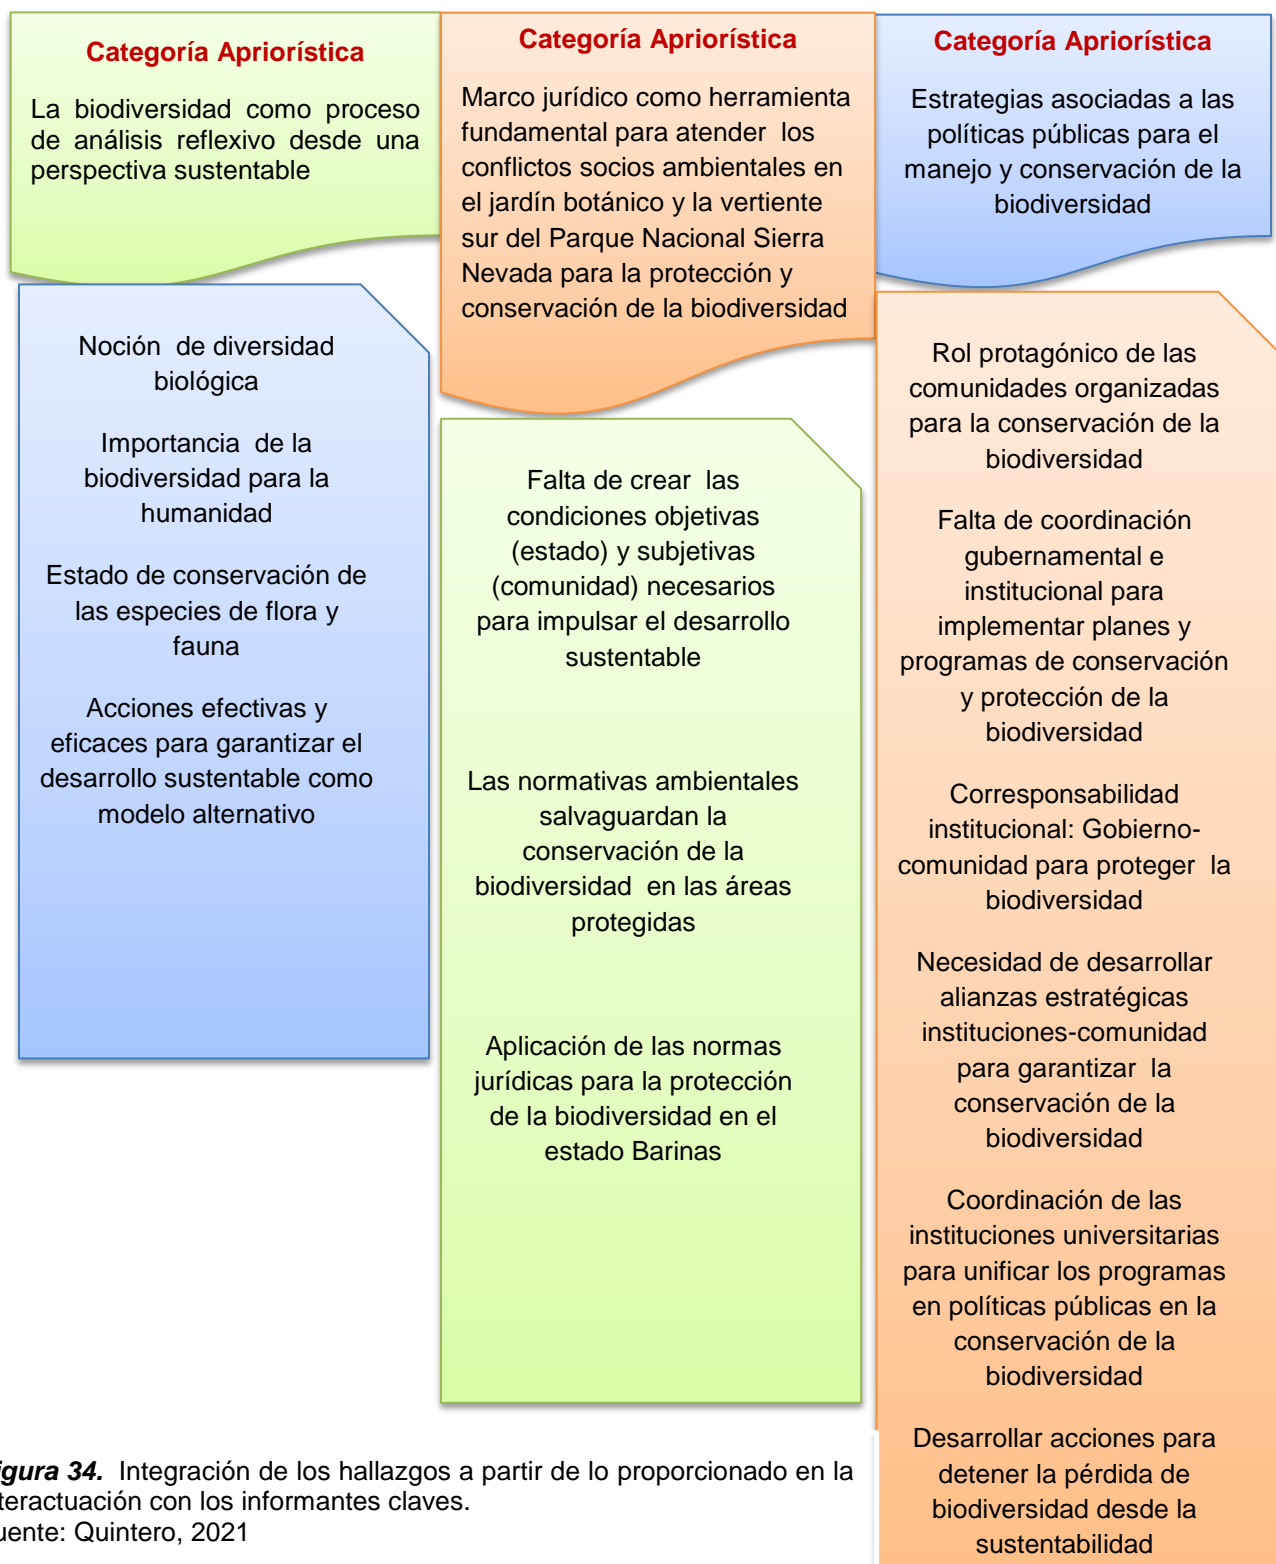 Categoría Apriorística
La biodiversidad como proceso
de análisis reflexivo desde una
perspectiva sustentable
Noción de diversidad
biológica
Importancia de la
biodiversidad para la
humanidad
Estado de conservación de
las especies de flora y
fauna
Acciones efectivas y
eficaces para garantizar el
desarrollo sustentable como
modelo alternativo
Categoría Apriorística
Marco jurídico como herramienta
fundamental para atender los
conflictos socios ambientales en
el jardín botánico y la vertiente
sur del Parque Nacional Sierra
Nevada para la protección y
conservación de la biodiversidad
Falta de crear las
condiciones objetivas
(estado) y subjetivas
(comunidad) necesarios
para impulsar el desarrollo
sustentable
Las normativas ambientales
salvaguardan la
conservación de la
biodiversidad en las áreas
protegidas
Aplicación de las normas
jurídicas para la protección
de la biodiversidad en el
estado Barinas
Categoría Apriorística
Estrategias asociadas a las
políticas públicas para el
manejo y conservación de la
biodiversidad
Rol protagónico de las
comunidades organizadas
para la conservación de la
biodiversidad
Falta de coordinación
gubernamental e
institucional para
implementar planes y
programas de conservación
y protección de la
biodiversidad
Corresponsabilidad
institucional: Gobierno-
comunidad para proteger la
biodiversidad
Necesidad de desarrollar
alianzas estratégicas
instituciones-comunidad
para garantizar la
conservación de la
biodiversidad
Coordinación de las
instituciones universitarias
para unificar los programas
en políticas públicas en la
conservación de la
biodiversidad
Desarrollar acciones para
detener la pérdida de
biodiversidad desde la
sustentabilidad
igura 34. Integración de los hallazgos a partir de lo proporcionado en la
teractuación con los informantes claves.
uente: Quintero, 2021